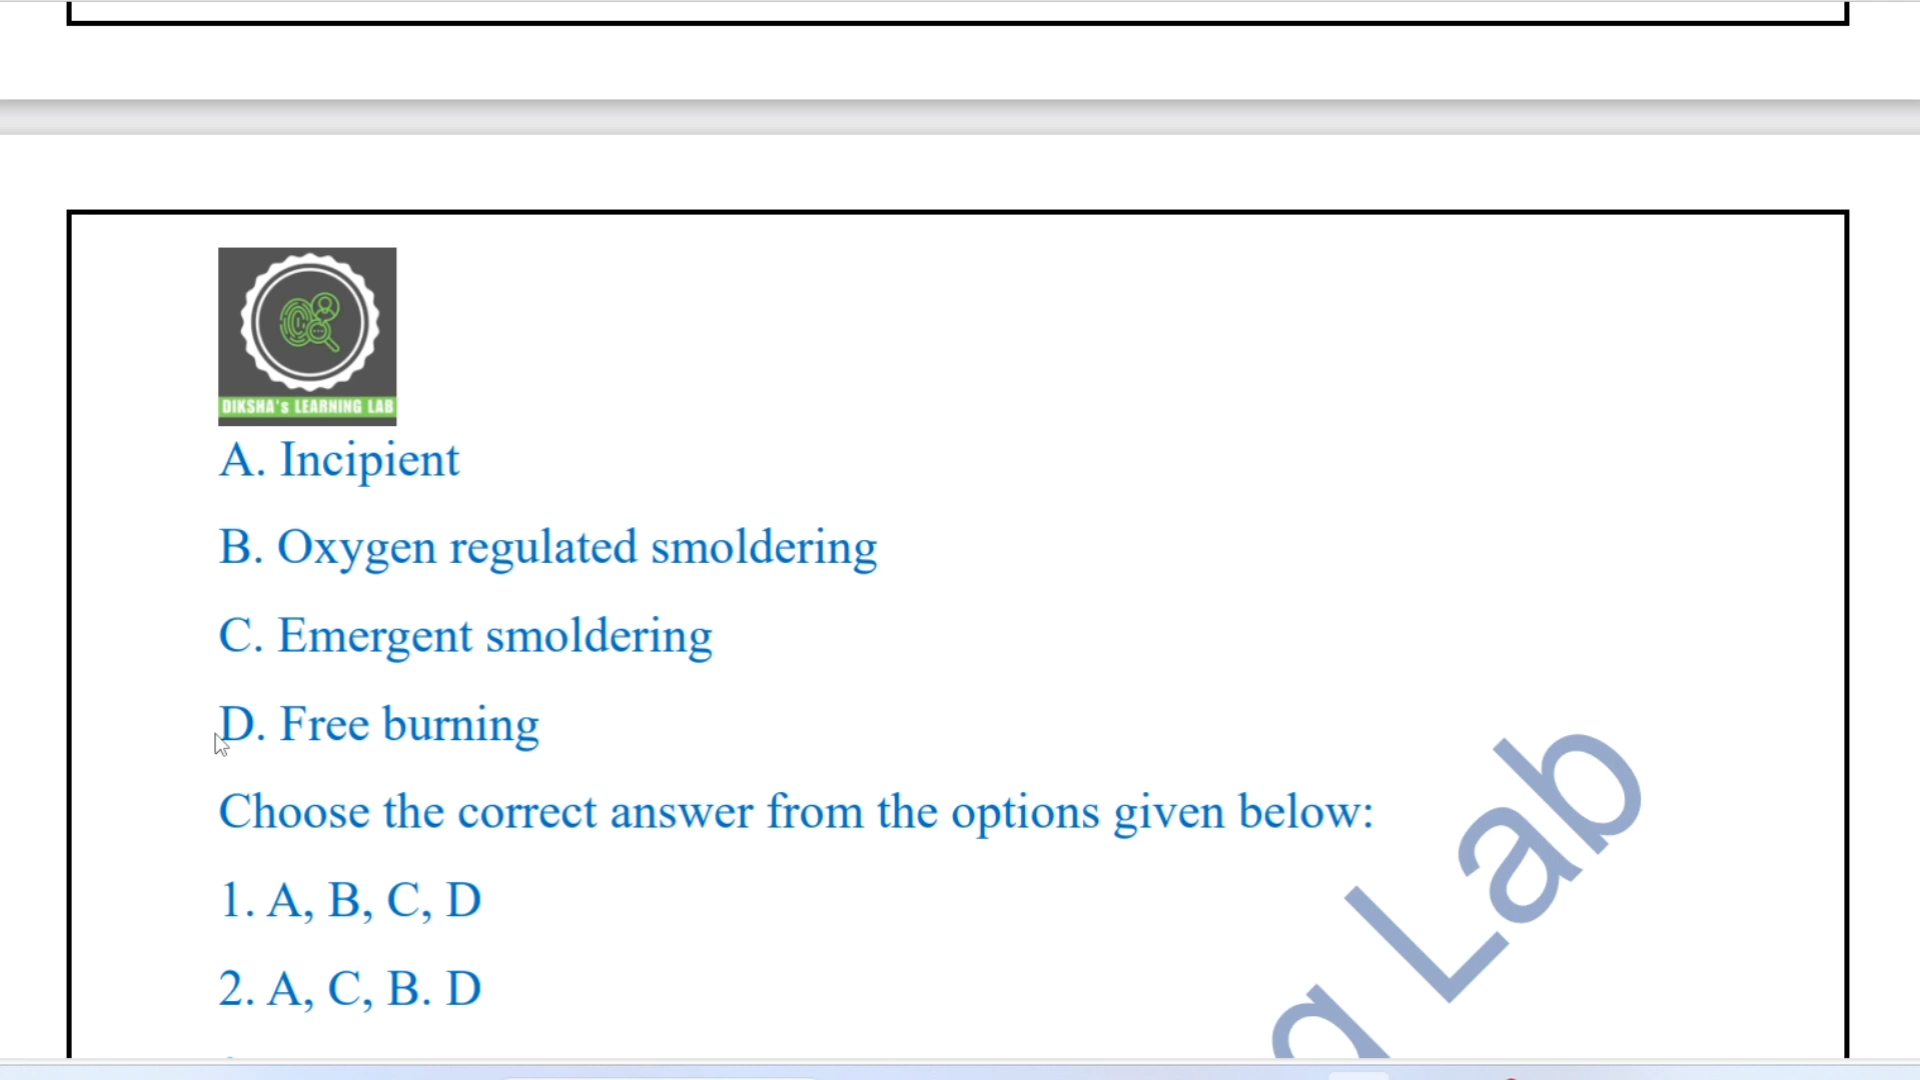 DIKSHA's LEARNING LAB
A. Incipient
B. Oxygen regulated smoldering
C. Emergent smoldering
D. Free burning
Choose the correct answer from the options given below:
1. A, B, C, D
2. A, C, B. D
g Lab